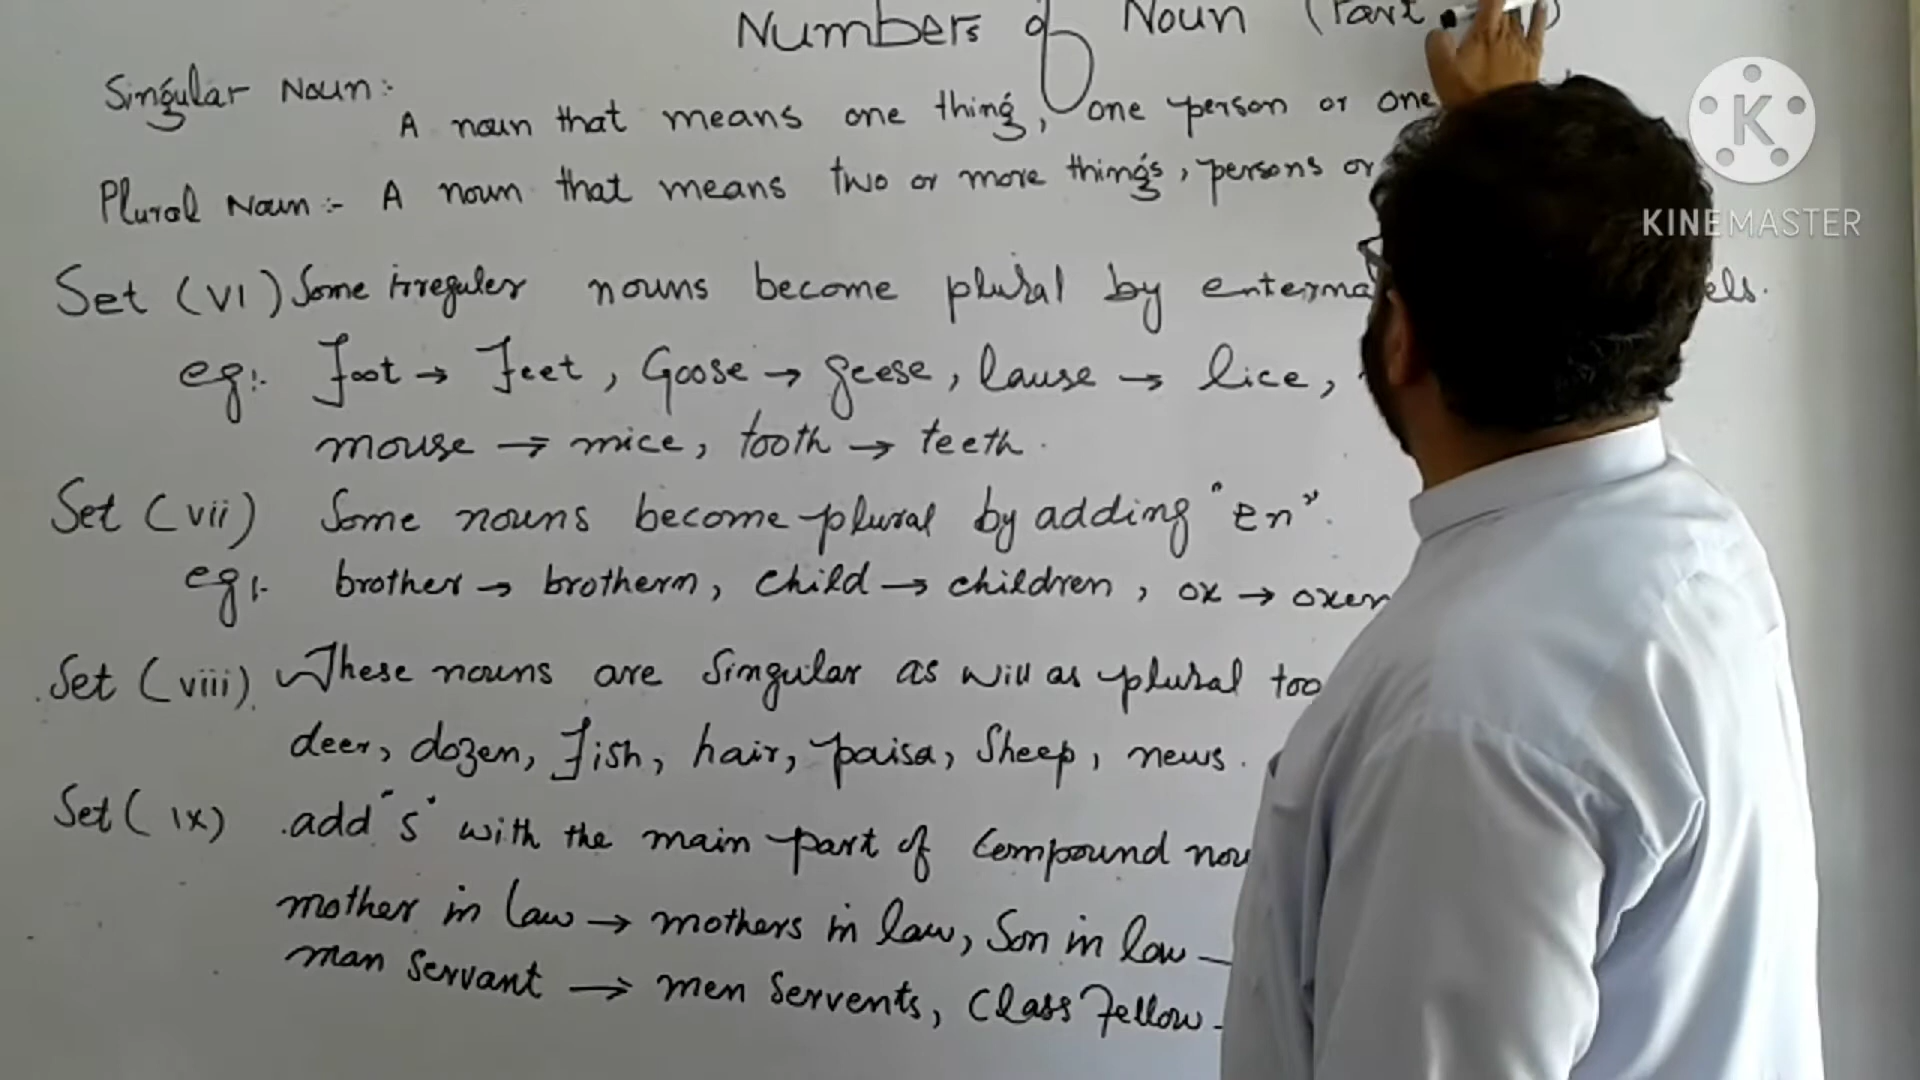 Numbers of Noun (Part
Singular Noun:-
A noun that means one thing, one person or one
Plural Noun:- A noun that means two or more things, persons or
Set (VI) Some irreguler nouns become plural by enterma els.
eg:- Foot → Feet, Goose → geese, lause → lice,
mouse → mice, tooth → teeth.
Set (vii) Some nouns become plural by adding "en".
eg:- brother → brothern, child → children, ox → oxen
Set (viii) These nouns are Singular as will as plural too
deer, dozen, Fish, hair, paisa, Sheep, news.
Set (ix) add "s" with the main part of Compound nou
mother in law → mothers in law, Son in law
man Servant → men Servents, Class Fellow
K
KINEMASTER